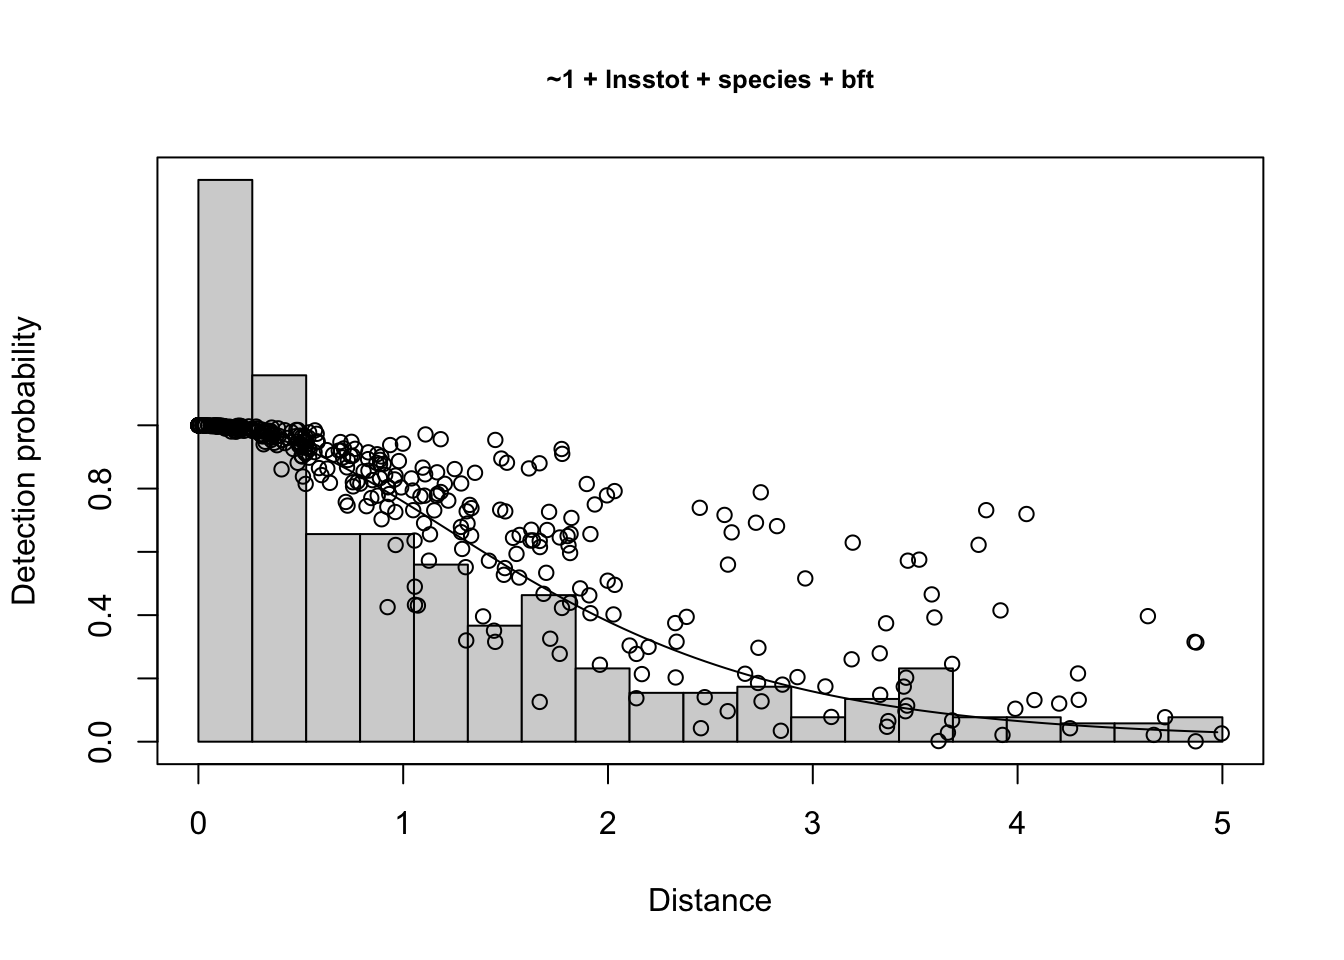 ~1 + lnsstot + species + bft
Detection probability
0.8
0.4
0.0
0 1 2 3 4 5
Distance